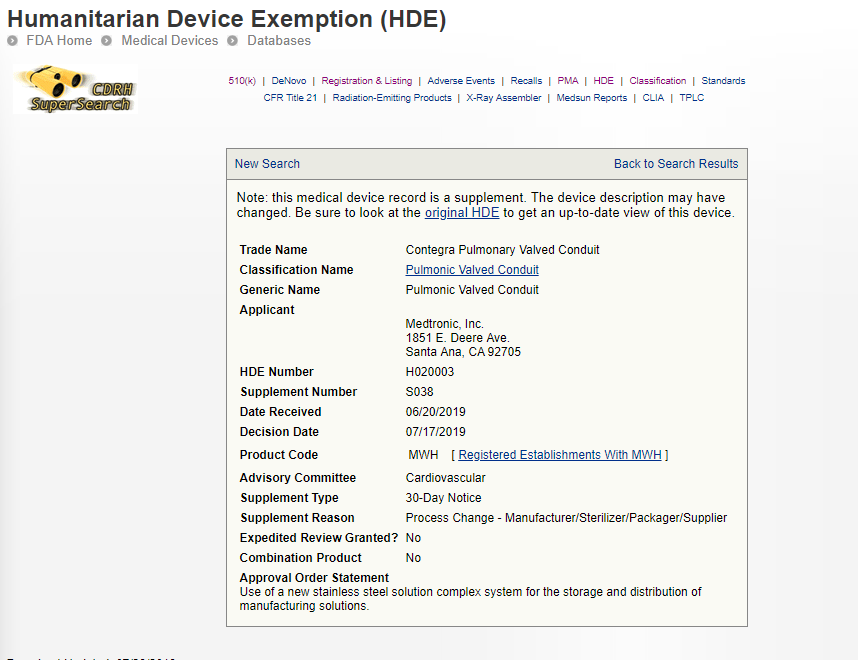 Humanitarian Device Exemption (HDE)
FDA Home Medical Devices Databases
CDRH
SuperSearch
510(k) | DeNovo | Registration & Listing | Adverse Events | Recalls | PMA | HDE | Classification | Standards
CFR Title 21 | Radiation-Emitting Products | X-Ray Assembler | Medsun Reports | CLIA | TPLC
New Search Back to Search Results
Note: this medical device record is a supplement. The device description may have
changed. Be sure to look at the original HDE to get an up-to-date view of this device.
Trade Name Contegra Pulmonary Valved Conduit
Classification Name Pulmonic Valved Conduit
Generic Name Pulmonic Valved Conduit
Applicant
Medtronic, Inc.
1851 E. Deere Ave.
Santa Ana, CA 92705
HDE Number H020003
Supplement Number S038
Date Received 06/20/2019
Decision Date 07/17/2019
Product Code MWH [ Registered Establishments With MWH ]
Advisory Committee Cardiovascular
Supplement Type 30-Day Notice
Supplement Reason Process Change - Manufacturer/Sterilizer/Packager/Supplier
Expedited Review Granted? No
Combination Product No
Approval Order Statement
Use of a new stainless steel solution complex system for the storage and distribution of
manufacturing solutions.